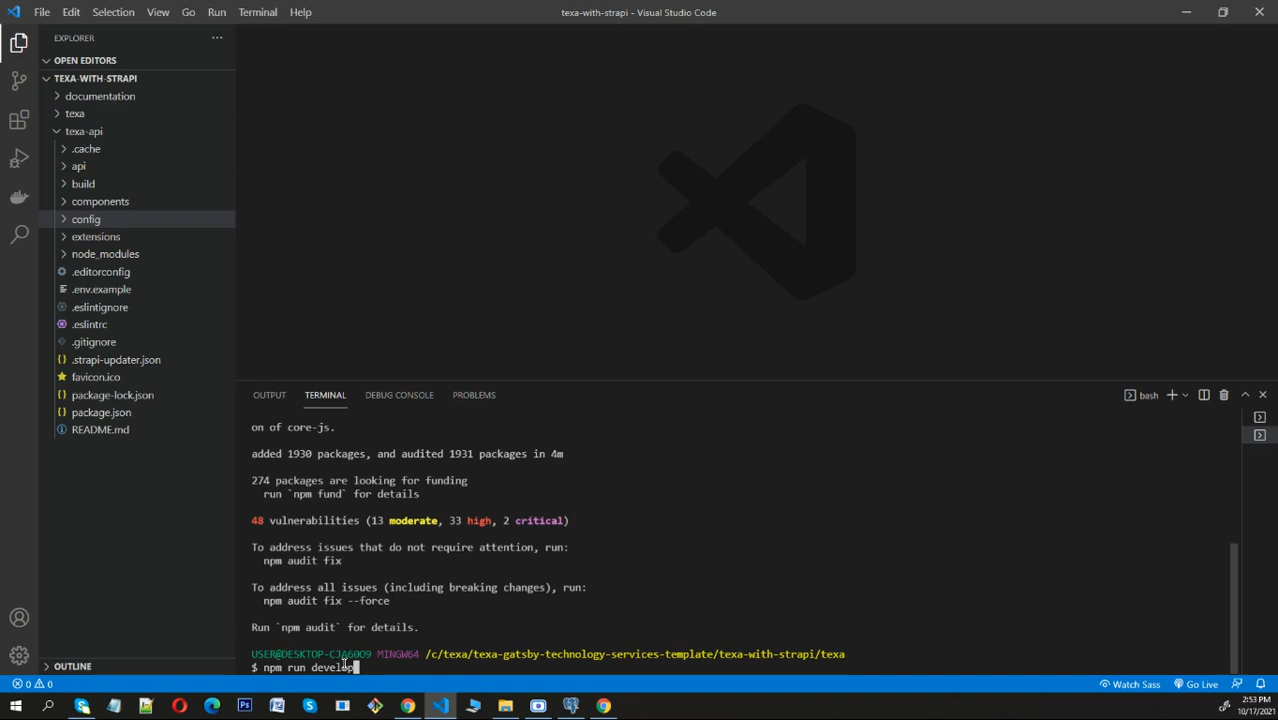 File Edit Selection View Go Run Terminal Help
texa-with-strapi - Visual Studio Code
EXPLORER
OPEN EDITORS
TEXA-WITH-STRAPI
documentation
texa
texa-api
.cache
api
build
components
config
extensions
node_modules
.editorconfig
.env.example
.eslintignore
.eslintrc
.gitignore
.strapi-updater.json
favicon.ico
package-lock.json
package.json
README.md
OUTLINE
OUTPUT TERMINAL DEBUG CONSOLE PROBLEMS
bash
on of core-js.
added 1930 packages, and audited 1931 packages in 4m
274 packages are looking for funding
run `npm fund` for details
48 vulnerabilities (13 moderate, 33 high, 2 critical)
To address issues that do not require attention, run:
npm audit fix
To address all issues (including breaking changes), run:
npm audit fix --force
Run `npm audit` for details.
USER@DESKTOP-CJA60O9 MINGW64 /c/texa/texa-gatsby-technology-services-template/texa-with-strapi/texa
$ npm run develop
0 0
Watch Sass Go Live
2:53 PM
10/17/2021